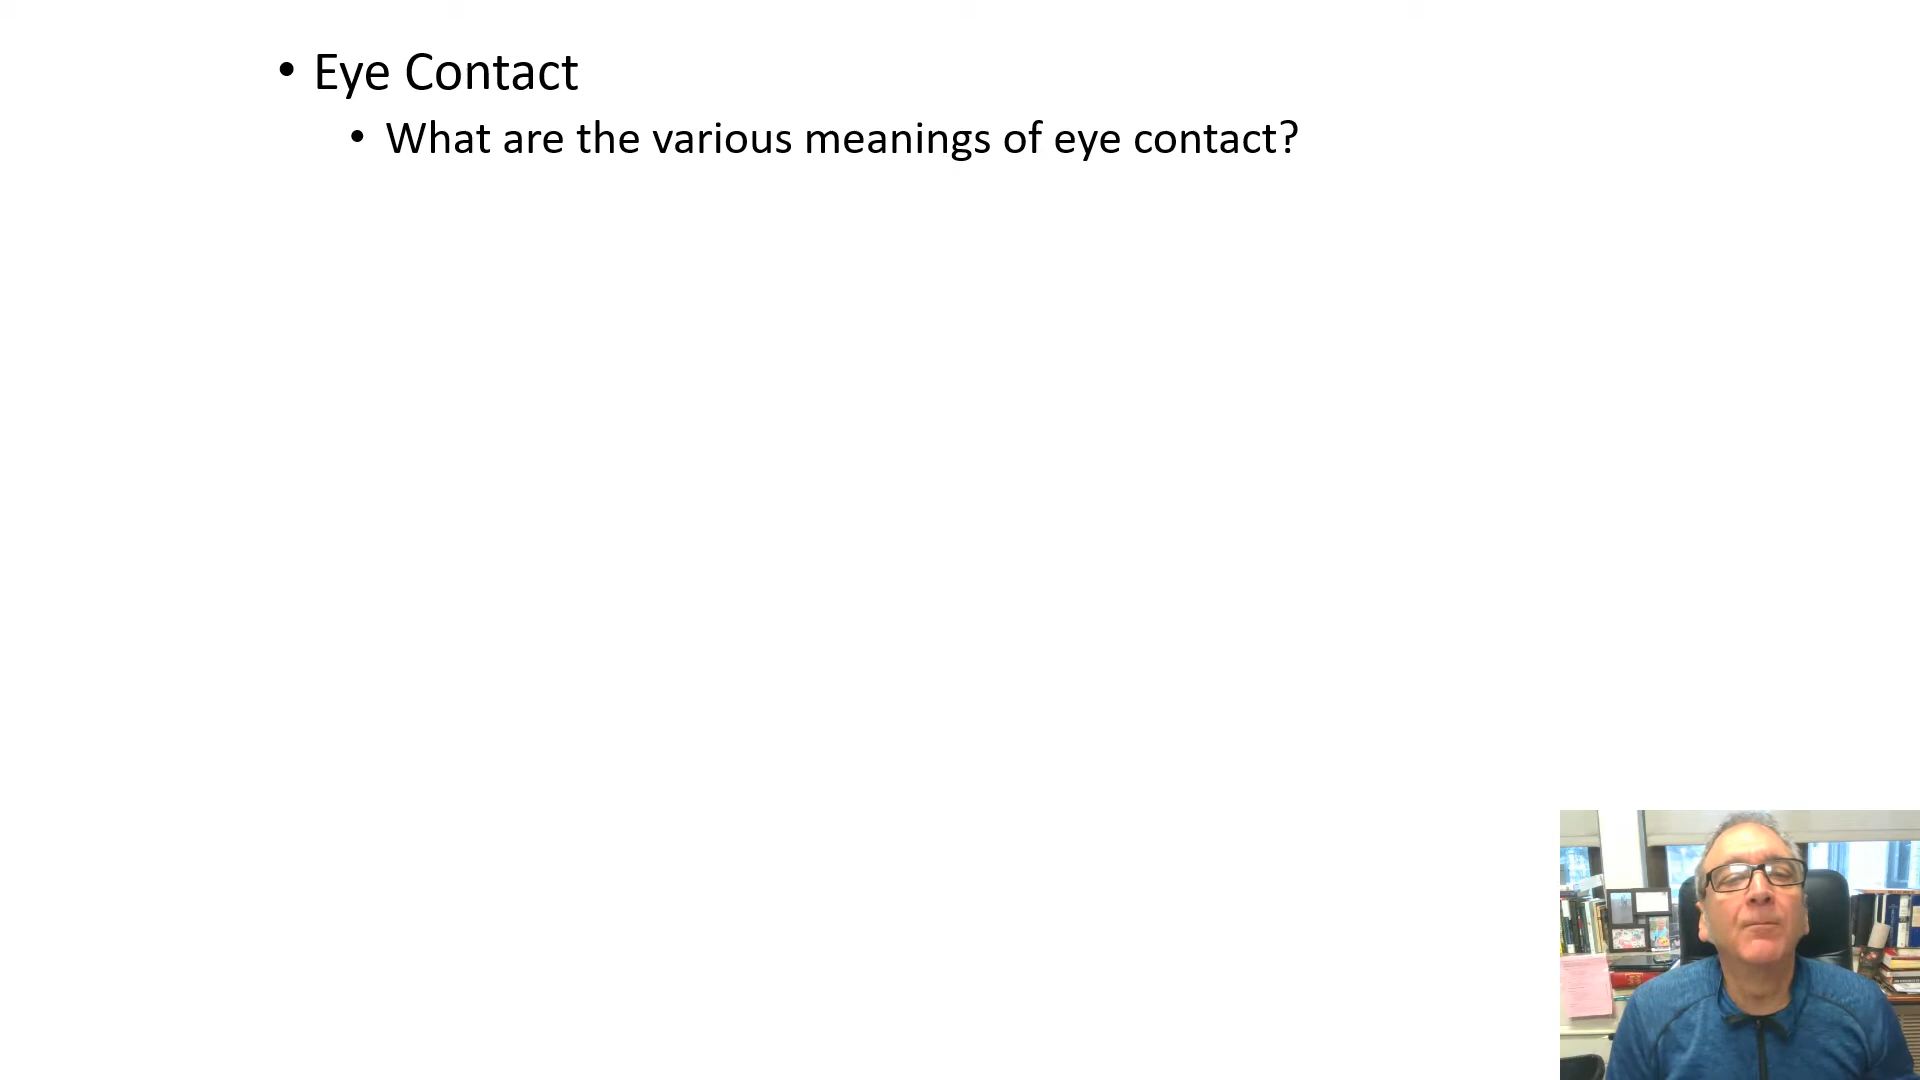 • Eye Contact
• What are the various meanings of eye contact?